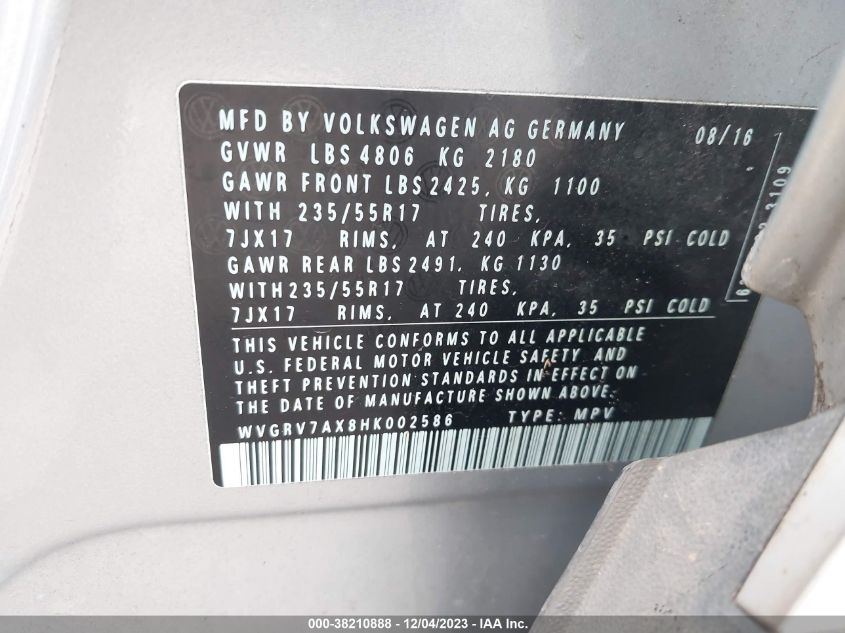 MFD BY VOLKSWAGEN AG GERMANY 08/16
GVWR LBS 4806 KG 2180
GAWR FRONT LBS 2425, KG 1100
WITH 235/55R17 TIRES,
7JX17 RIMS, AT 240 KPA, 35 PSI COLD
GAWR REAR LBS 2491, KG 1130
WITH 235/55R17 TIRES,
7JX17 RIMS, AT 240 KPA, 35 PSI COLD
THIS VEHICLE CONFORMS TO ALL APPLICABLE
U.S. FEDERAL MOTOR VEHICLE SAFETY AND
THEFT PREVENTION STANDARDS IN EFFECT ON
THE DATE OF MANUFACTURE SHOWN ABOVE.
WVGRV7AX8HK002586 TYPE: MPV
3109
000-38210888 - 12/04/2023 - IAA Inc.